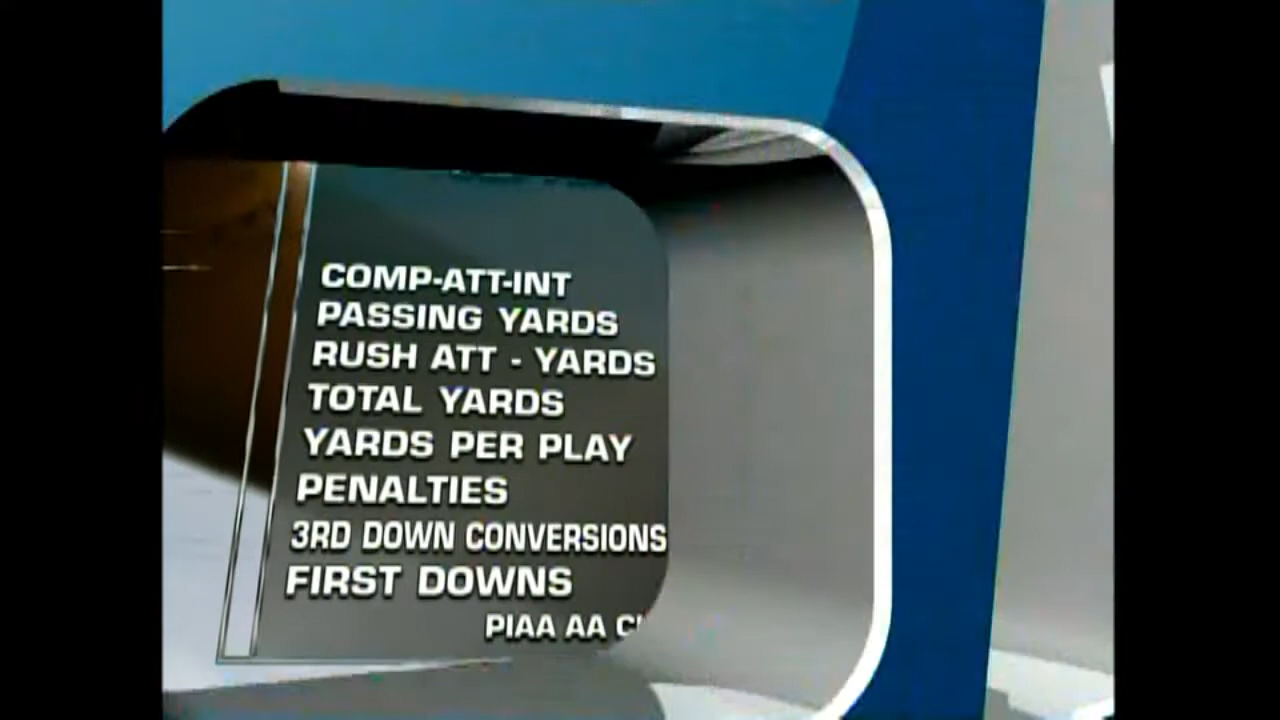 COMP-ATT-INT
PASSING YARDS
RUSH ATT - YARDS
TOTAL YARDS
YARDS PER PLAY
PENALTIES
3RD DOWN CONVERSIONS
FIRST DOWNS
PIAA AA